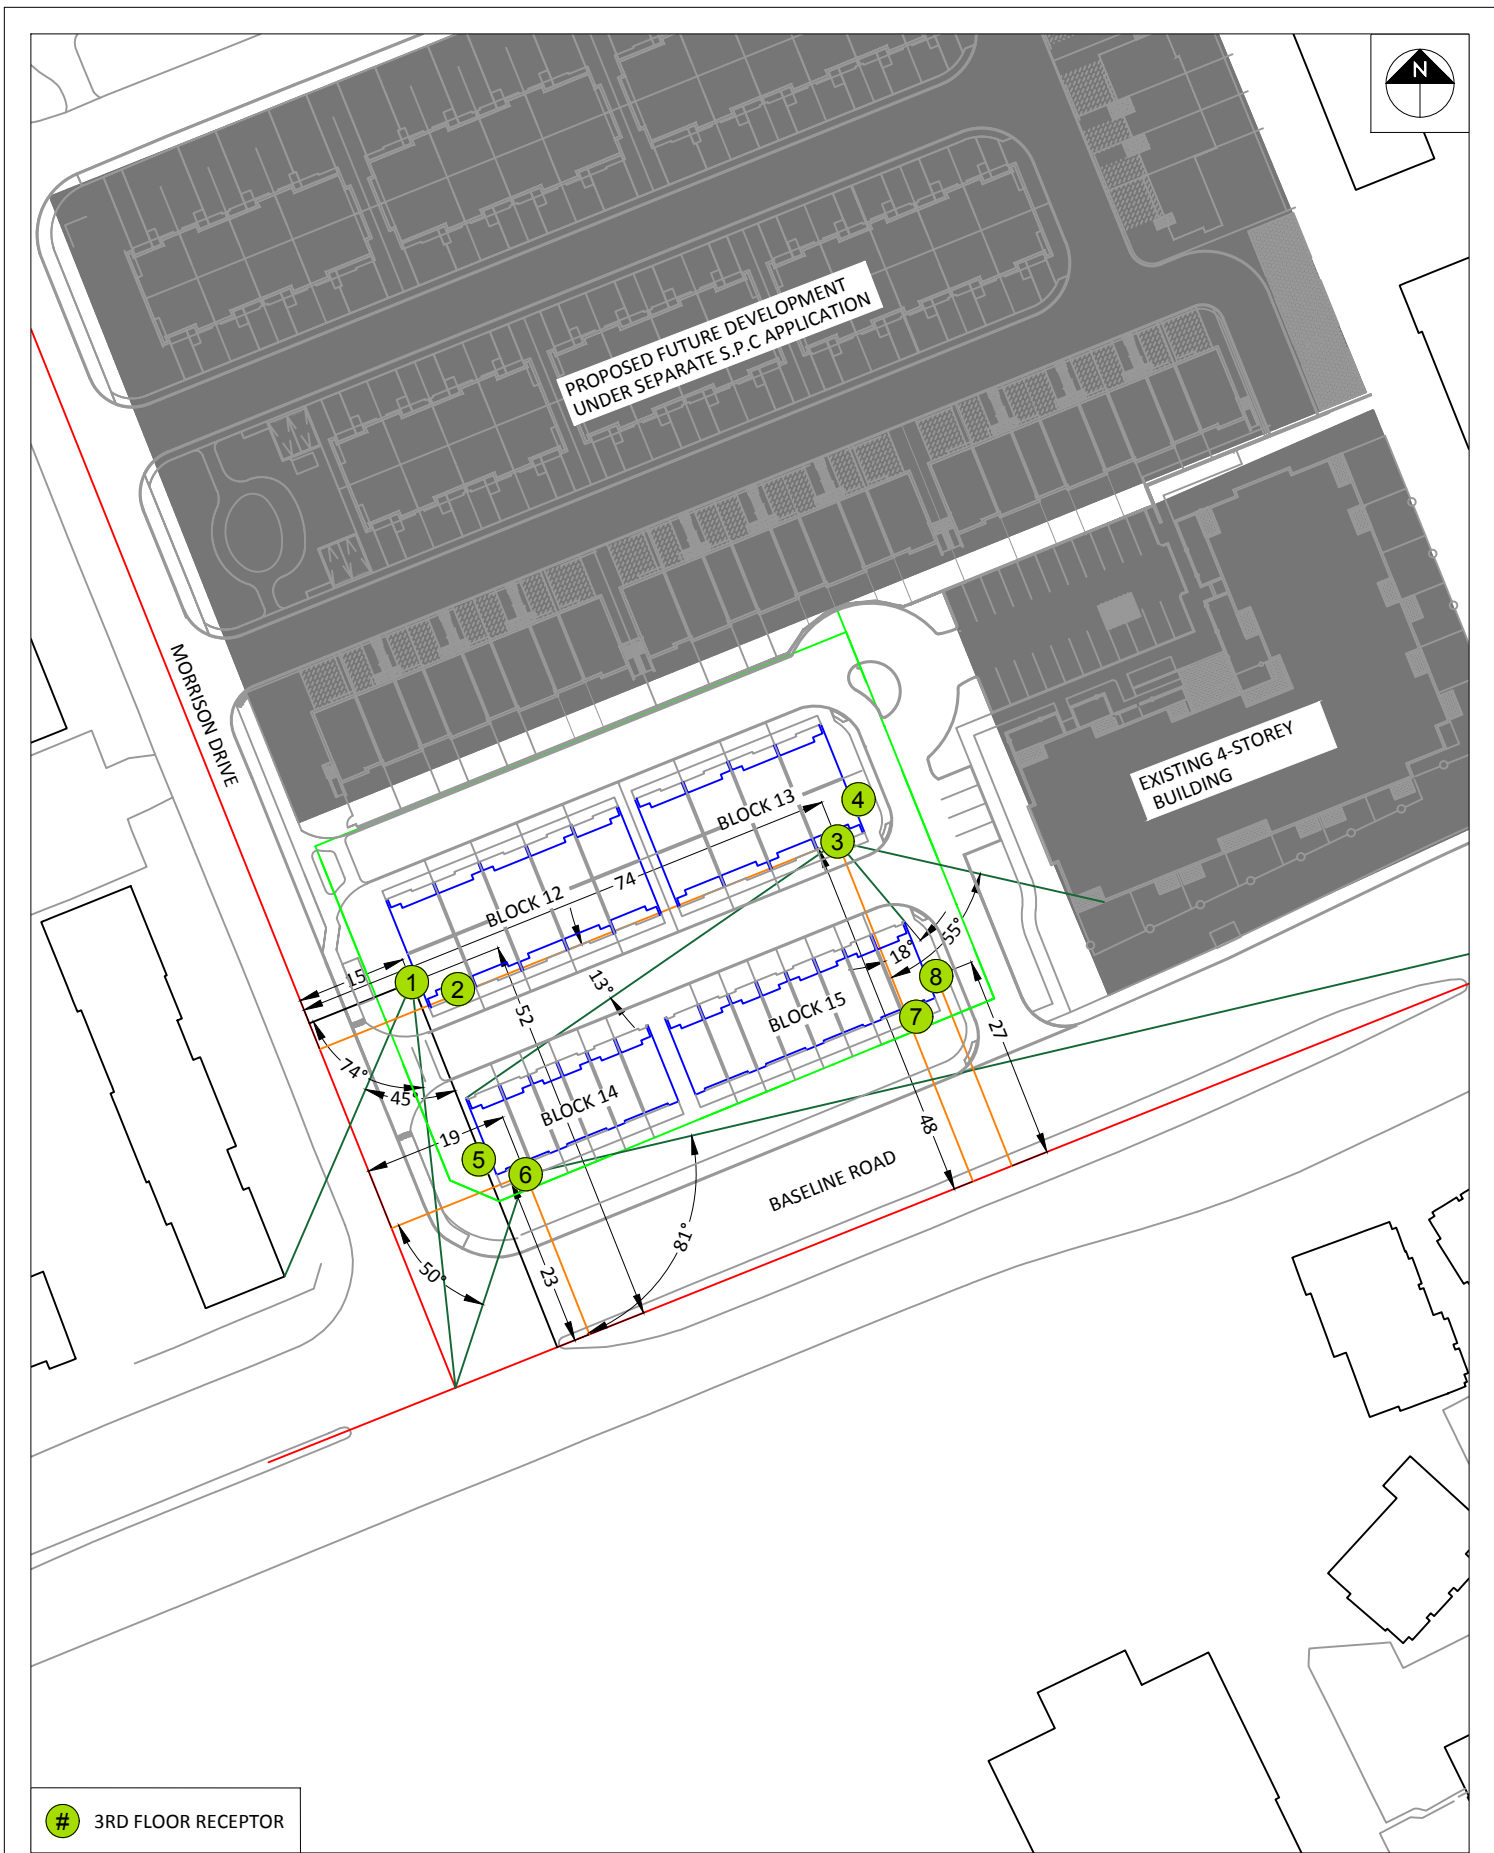 N
PROPOSED FUTURE DEVELOPMENT
UNDER SEPARATE S.P.C APPLICATION
MORRISON DRIVE
EXISTING 4-STOREY
BUILDING
BLOCK 13
4
3
74
BLOCK 12
15
1
2
13°
52
18°
55°
8
7
BLOCK 15
27
74°
45°
BLOCK 14
19
48
5
6
BASELINE ROAD
81°
50°
23
# 3RD FLOOR RECEPTOR